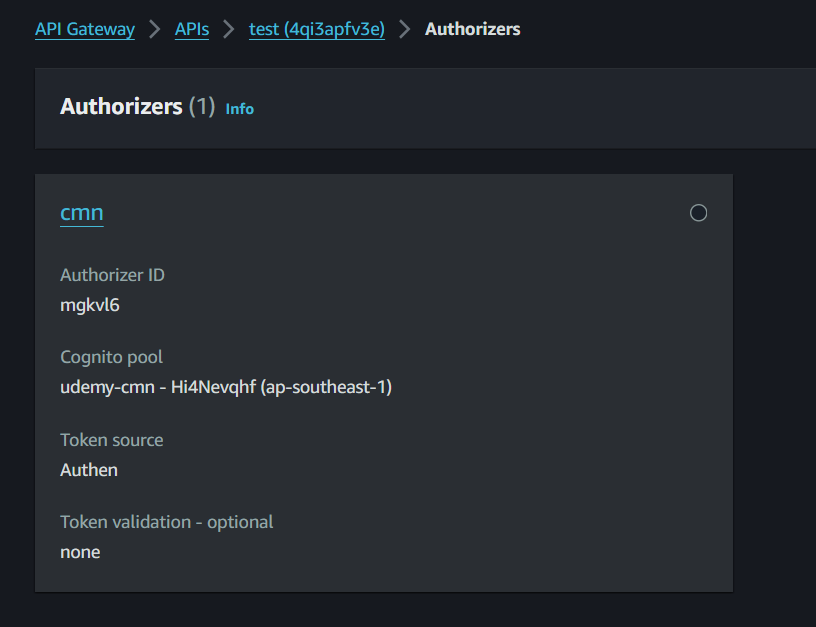 API Gateway > APIs > test (4qi3apfv3e) > Authorizers
Authorizers (1) Info
cmn
Authorizer ID
mgkvl6
Cognito pool
udemy-cmn - Hi4Nevqhf (ap-southeast-1)
Token source
Authen
Token validation - optional
none